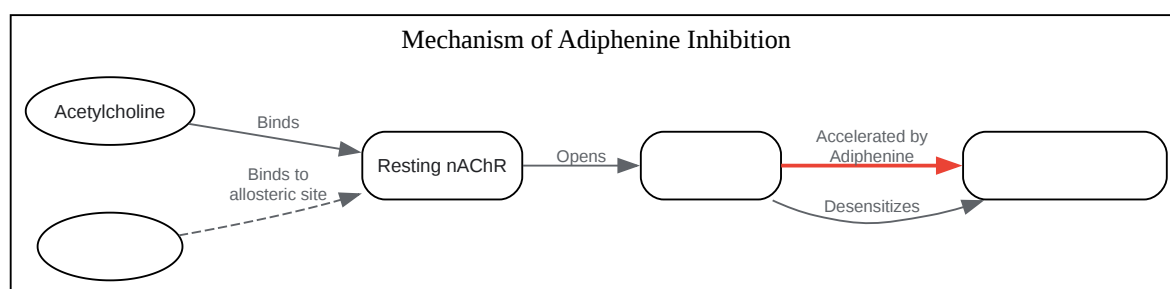 Mechanism of Adiphenine Inhibition
Acetylcholine
Binds
Binds to
allosteric site
Resting nAChR
Opens
Accelerated by
Adiphenine
Desensitizes